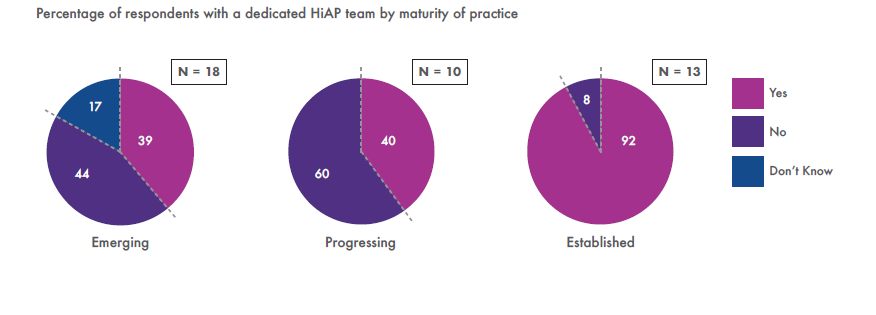 Percentage of respondents with a dedicated HiAP team by maturity of practice
N = 18
17
39
44
Emerging
N = 10
40
60
Progressing
N = 13
8
92
Established
Yes
No
Don't Know